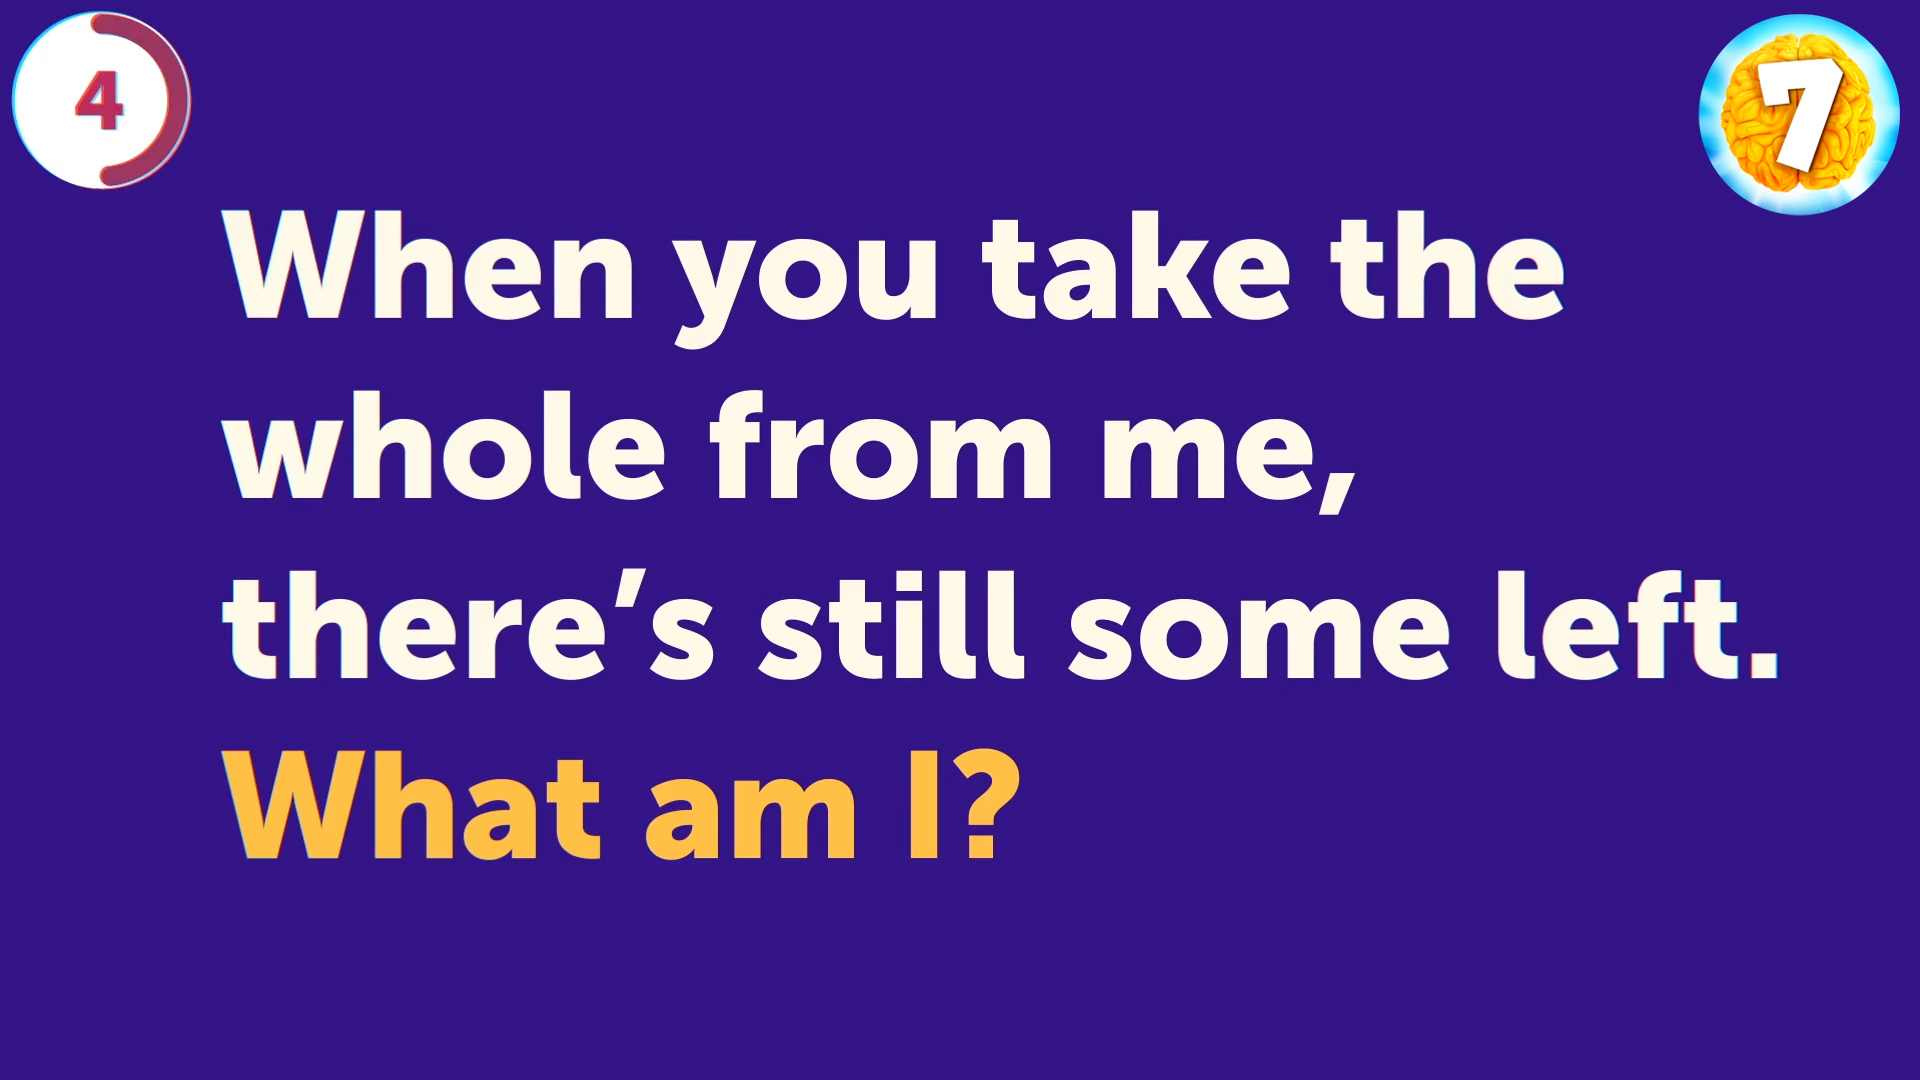 4
7
When you take the
whole from me,
there’s still some left.
What am I?